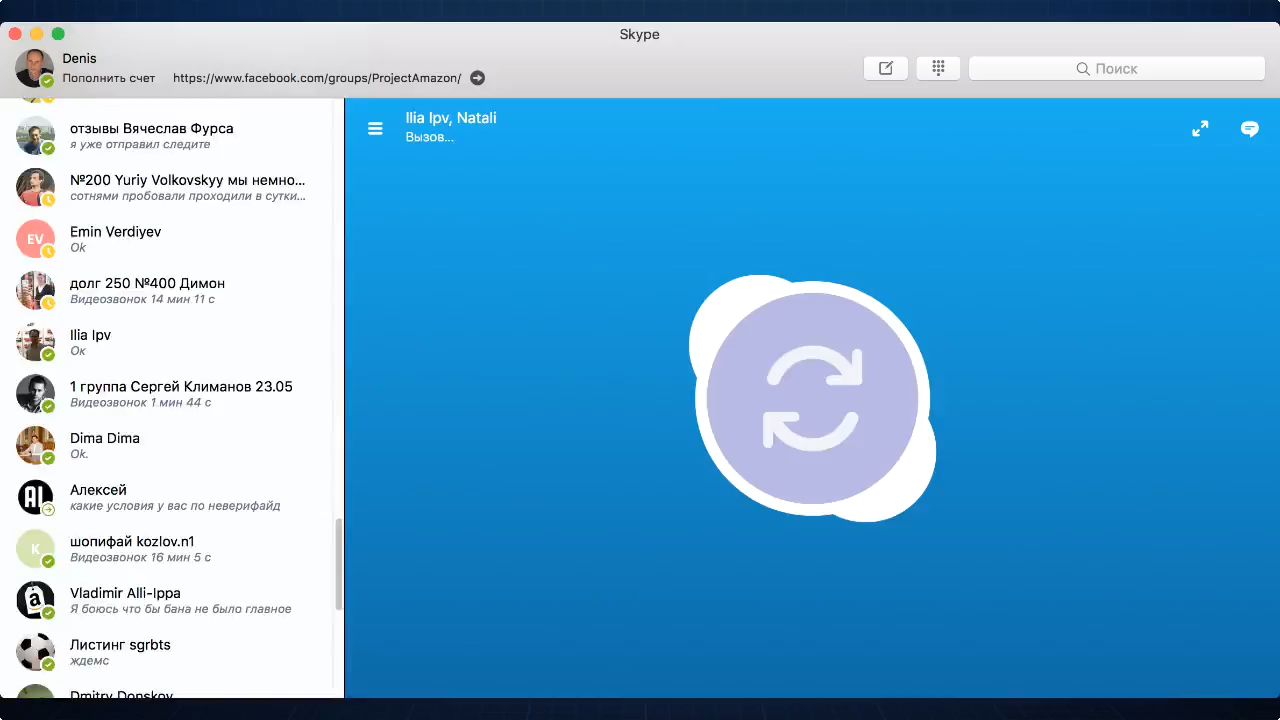 Skype
Denis
Пополнить счет
https://www.facebook.com/groups/ProjectAmazon/
Поиск
отзывы Вячеслав Фурса
я уже отправил следите
№200 Yuriy Volkovskyy мы немно...
сотнями пробовали проходили в сутки...
EV
Emin Verdiyev
Ok
долг 250 №400 Димон
Видеозвонок 14 мин 11 с
Ilia Ipv
Ок
1 группа Сергей Климанов 23.05
Видеозвонок 1 мин 44 с
Dima Dima
Ok.
AI
Алексей
какие условия у вас по неверифайд
K
шопифай kozlov.n1
Видеозвонок 16 мин 5 с
a
Vladimir Alli-Ippa
Я боюсь что бы бана не было главное
Листинг sgrbts
ждемс
Dmitry Donskov
Ilia Ipv, Natali
Вызов...